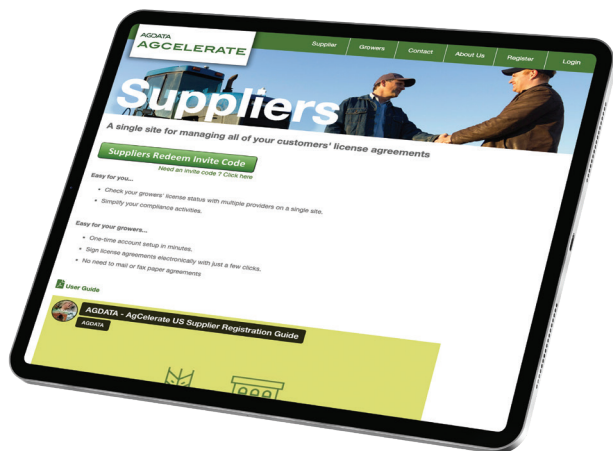 AGDATA
AGCELERATE
Supplier
Growers
Contact
About Us
Register
Login
Suppliers
A single site for managing all of your customers' license agreements
Suppliers Redeem Invite Code
Need an invite code ? Click here
Easy for you...
• Check your growers' license status with multiple providers on a single site.
• Simplify your compliance activities.
Easy for your growers...
• One-time account setup in minutes.
• Sign license agreements electronically with just a few clicks.
• No need to mail or fax paper agreements
User Guide
AGDATA - AgCelerate US Supplier Registration Guide
AGDATA